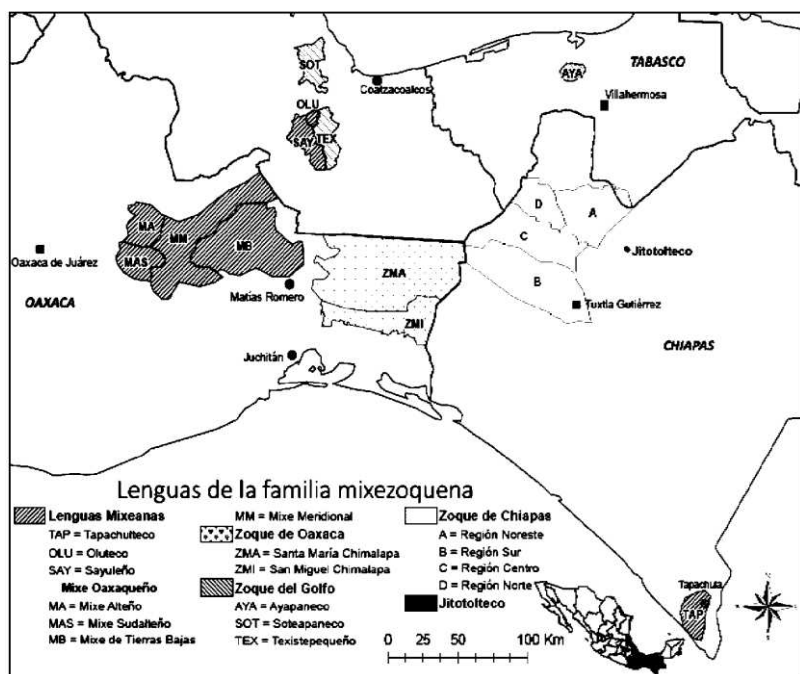 SOT
Coatzacoalcos
AYA
TABASCO
Villahermosa
OLU
SAY
TEX
MA
MM
MB
MAS
Oaxaca de Juárez
OAXACA
Matías Romero
Juchitán
ZMA
ZMI
D
A
C
B
Jitotolteco
Tuxtla Gutiérrez
CHIAPAS
Lenguas de la familia mixezoquena
Lenguas Mixeanas
TAP = Tapachulteco
OLU = Oluteco
SAY = Sayuleño
Mixe Oaxaqueño
MA = Mixe Alteño
MAS = Mixe Sudalteño
MB = Mixe de Tierras Bajas
MM = Mixe Meridional
Zoque de Oaxaca
ZMA = Santa María Chimalapa
ZMI = San Miguel Chimalapa
Zoque del Golfo
AYA = Ayapaneco
SOT = Soteapaneco
TEX = Texistepequeño
Zoque de Chiapas
A = Región Noreste
B = Región Sur
C = Región Centro
D = Región Norte
Jitotolteco
0 25 50 100 Km
Tapachula
TAP